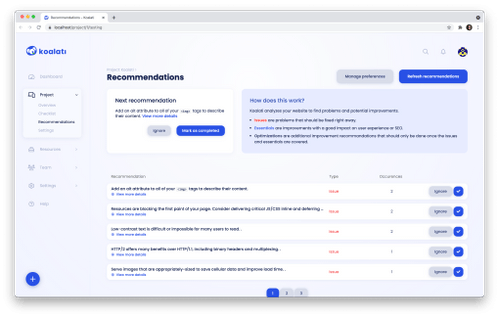 Recommendations - Koalati
localhost/project/1/testing
koalati
Dashboard
Project
Overview
Checklist
Recommendations
Settings
Resources
Team
Settings
Help
Recommendations
Manage preferences
Refresh recommendations
Next recommendation
Add an alt attribute to all of your <img> tags to describe
their content. View more details
Ignore
Mark as completed
How does this work?
Koalati analyzes your website to find problems and potential improvements.
Issues are problems that should be fixed right away.
Essentials are improvements with a good impact on user experience or SEO.
Optimizations are additional improvement recommendations that should only be done once the issues
and essentials are covered.
Recommendation
Type
Occurences
Add an alt attribute to all of your <img> tags to describe their content.
View more details
Issue
2
Ignore
Resources are blocking the first paint of your page. Consider delivering critical JS/CSS inline and deferring ...
View more details
Issue
2
Ignore
Low-contrast text is difficult or impossible for many users to read...
View more details
Issue
2
Ignore
HTTP/2 offers many benefits over HTTP/1.1, including binary headers and multiplexing...
View more details
Issue
1
Ignore
Serve images that are appropriately-sized to save cellular data and improve load time...
View more details
Issue
1
Ignore
1
2
3